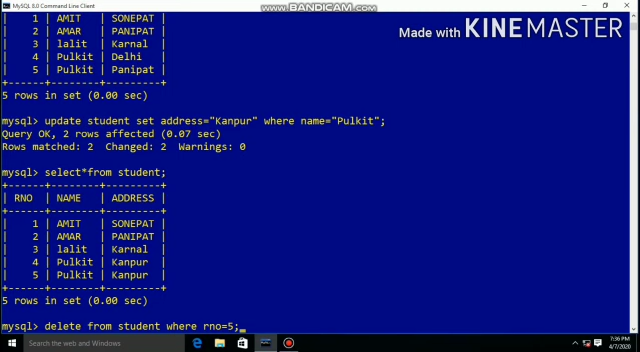 MySQL 8.0 Command Line Client
www.BANDICAM.com
Made with KINEMASTER
| 1 | AMIT | SONEPAT |
| 2 | AMAR | PANIPAT |
| 3 | lalit | Karnal |
| 4 | Pulkit | Delhi |
| 5 | Pulkit | Panipat |
+------+--------+---------+
5 rows in set (0.00 sec)
mysql> update student set address="Kanpur" where name="Pulkit";
Query OK, 2 rows affected (0.07 sec)
Rows matched: 2  Changed: 2  Warnings: 0
mysql> select*from student;
+------+--------+---------+
| RNO | NAME | ADDRESS |
+------+--------+---------+
| 1 | AMIT | SONEPAT |
| 2 | AMAR | PANIPAT |
| 3 | lalit | Karnal |
| 4 | Pulkit | Kanpur |
| 5 | Pulkit | Kanpur |
+------+--------+---------+
5 rows in set (0.00 sec)
mysql> delete from student where rno=5;_
Search the web and Windows
7:36 PM
4/7/2020